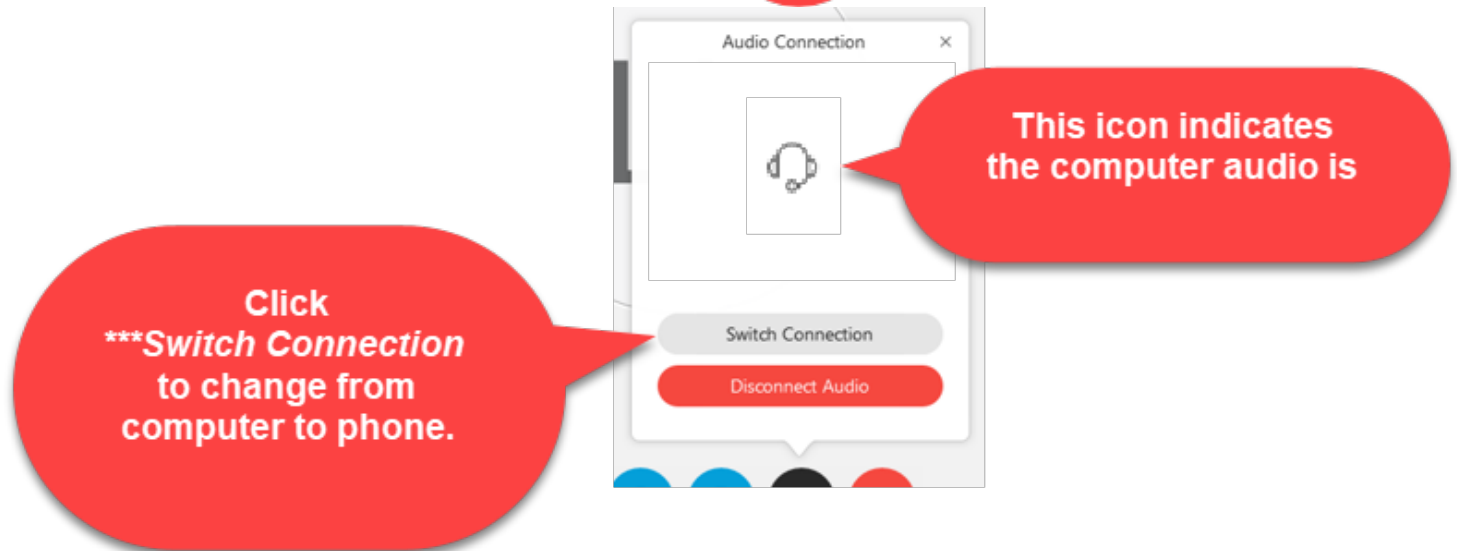 Audio Connection ×
This icon indicates
the computer audio is
Click
***Switch Connection
to change from
computer to phone.
Switch Connection
Disconnect Audio